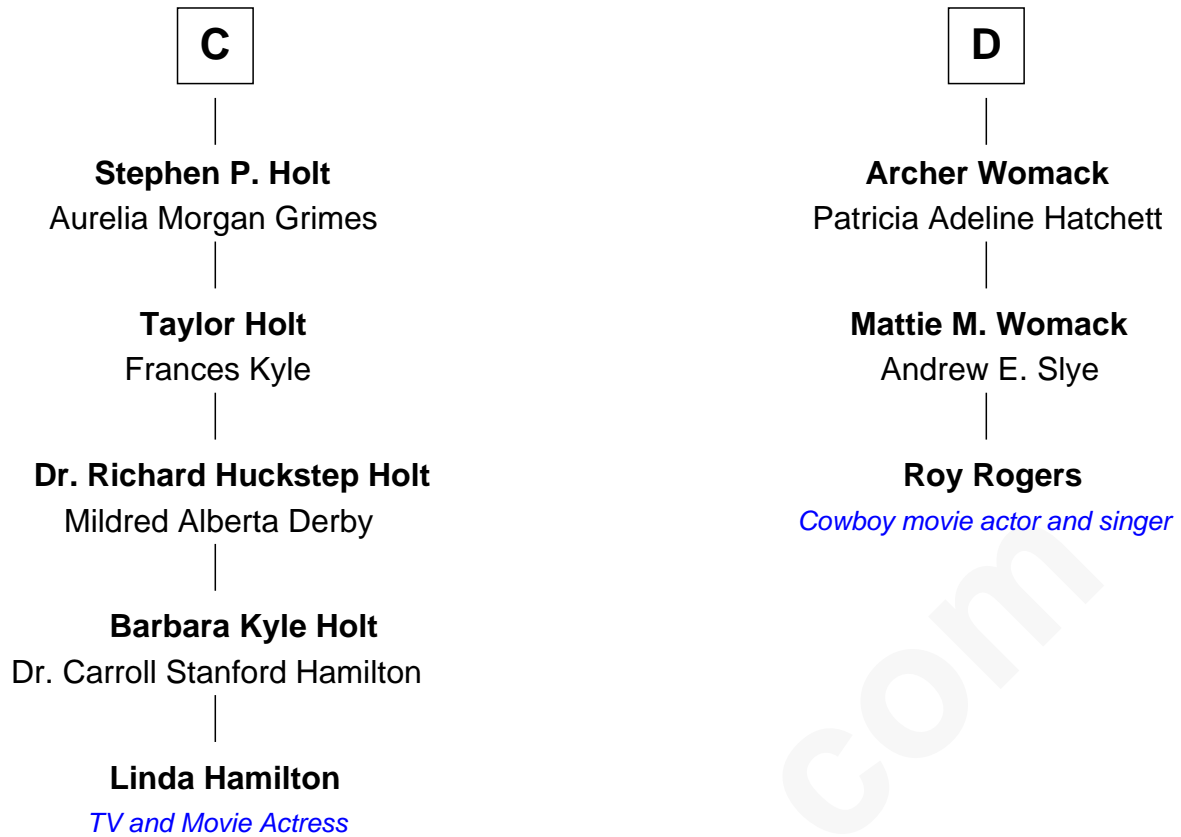 C
Stephen P. Holt
Aurelia Morgan Grimes
Taylor Holt
Frances Kyle
Dr. Richard Huckstep Holt
Mildred Alberta Derby
Barbara Kyle Holt
Dr. Carroll Stanford Hamilton
Linda Hamilton
TV and Movie Actress
D
Archer Womack
Patricia Adeline Hatchett
Mattie M. Womack
Andrew E. Slye
Roy Rogers
Cowboy movie actor and singer
com